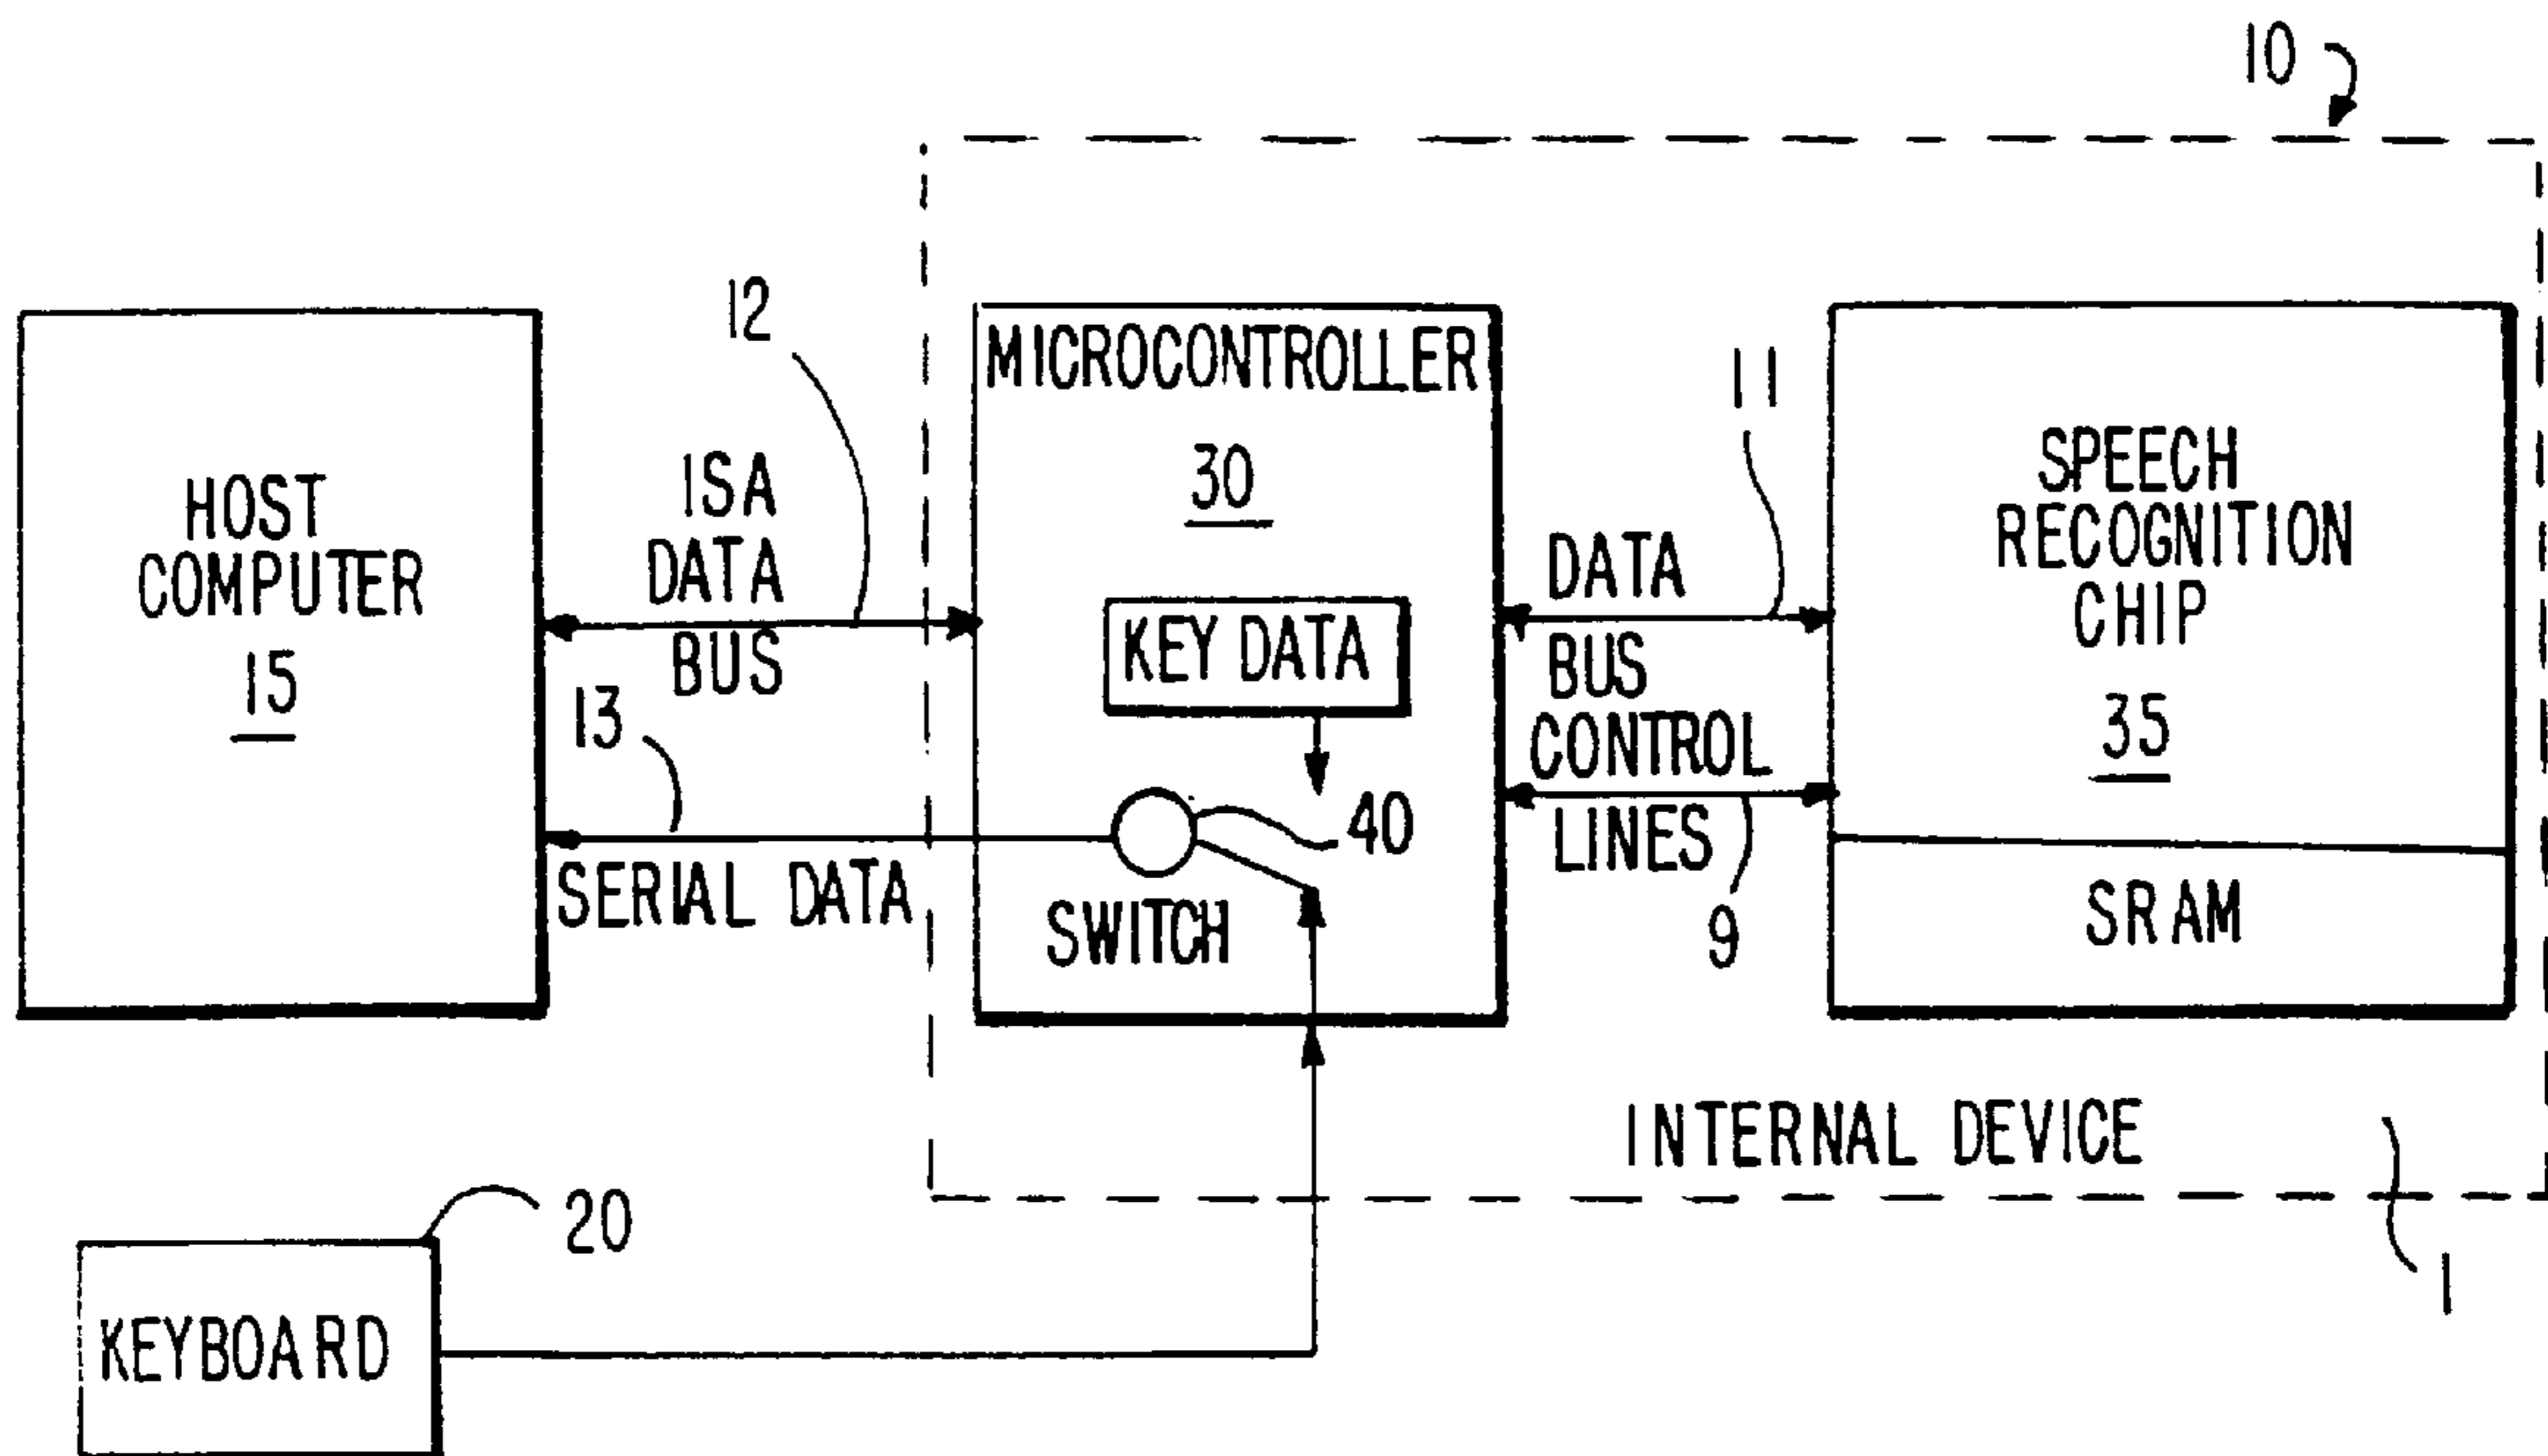 10
HOST
COMPUTER
15
12
ISA
DATA
BUS
13
SERIAL DATA
MICROCONTROLLER
30
KEY DATA
40
SWITCH
11
DATA
BUS
CONTROL
LINES
9
SPEECH
RECOGNITION
CHIP
35
SRAM
INTERNAL DEVICE
1
20
KEYBOARD